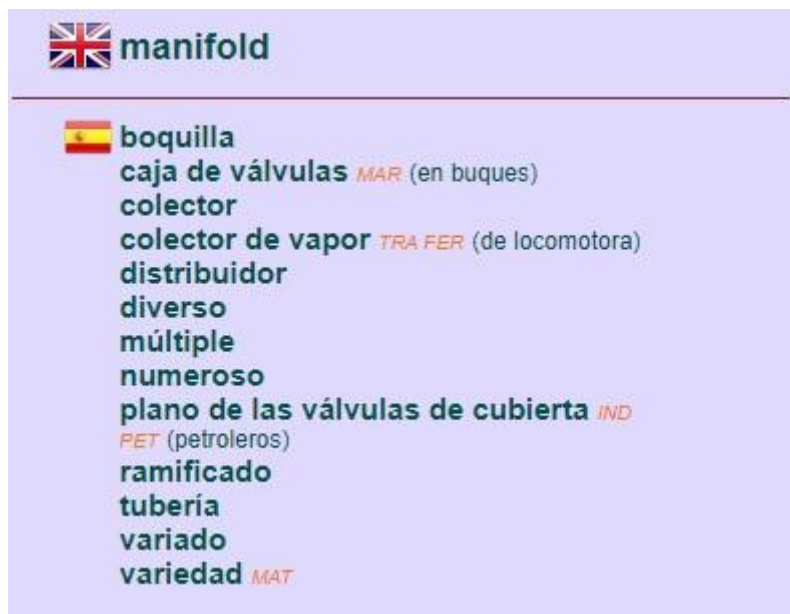 manifold
boquilla
caja de válvulas MAR (en buques)
colector
colector de vapor TRA FER (de locomotora)
distribuidor
diverso
múltiple
numeroso
plano de las válvulas de cubierta IND
PET (petroleros)
ramificado
tubería
variado
variedad MAT